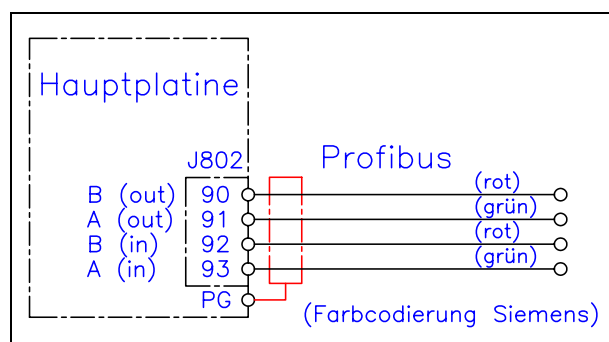 Hauptplatine
J802 Profibus
B (out) 90 (rot)
A (out) 91 (grün)
B (in) 92 (rot)
A (in) 93 (grün)
PG
(Farbcodierung Siemens)